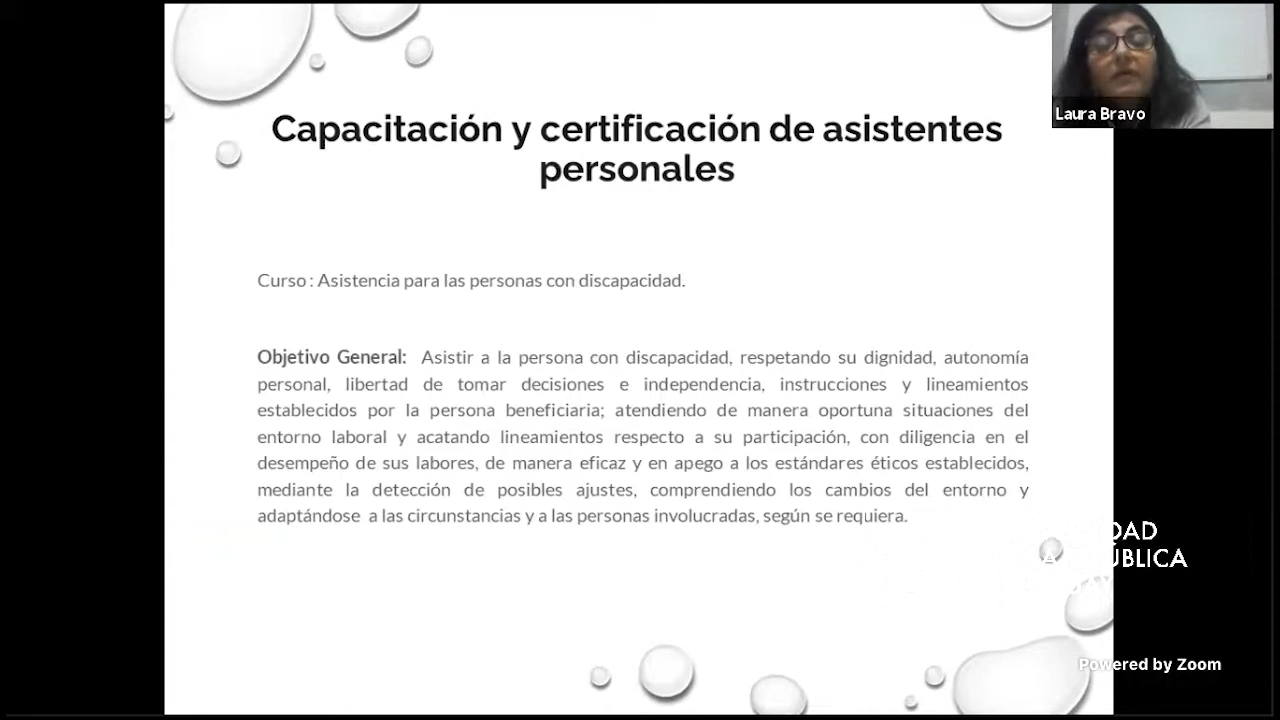 Capacitación y certificación de asistentes
personales
Laura Bravo
Curso : Asistencia para las personas con discapacidad.
Objetivo General: Asistir a la persona con discapacidad, respetando su dignidad, autonomía
personal, libertad de tomar decisiones e independencia, instrucciones y lineamientos
establecidos por la persona beneficiaria; atendiendo de manera oportuna situaciones del
entorno laboral y acatando lineamientos respecto a su participación, con diligencia en el
desempeño de sus labores, de manera eficaz y en apego a los estándares éticos establecidos,
mediante la detección de posibles ajustes, comprendiendo los cambios del entorno y
adaptándose a las circunstancias y a las personas involucradas, según se requiera.
Powered by Zoom